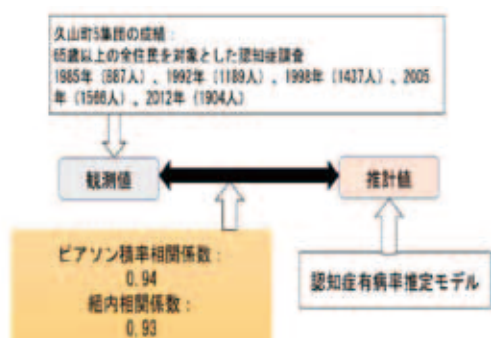 久山町5集団の成績:
65歳以上の全住民を対象とした認知症調査
1985年(887人)、1992年(1189人)、1998年(1437人)、2005
年(1566人)、2012年(1904人)
観測値
推計値
ピアソン積率相関係数:
0.94
組内相関係数:
0.93
認知症有病率推定モデル